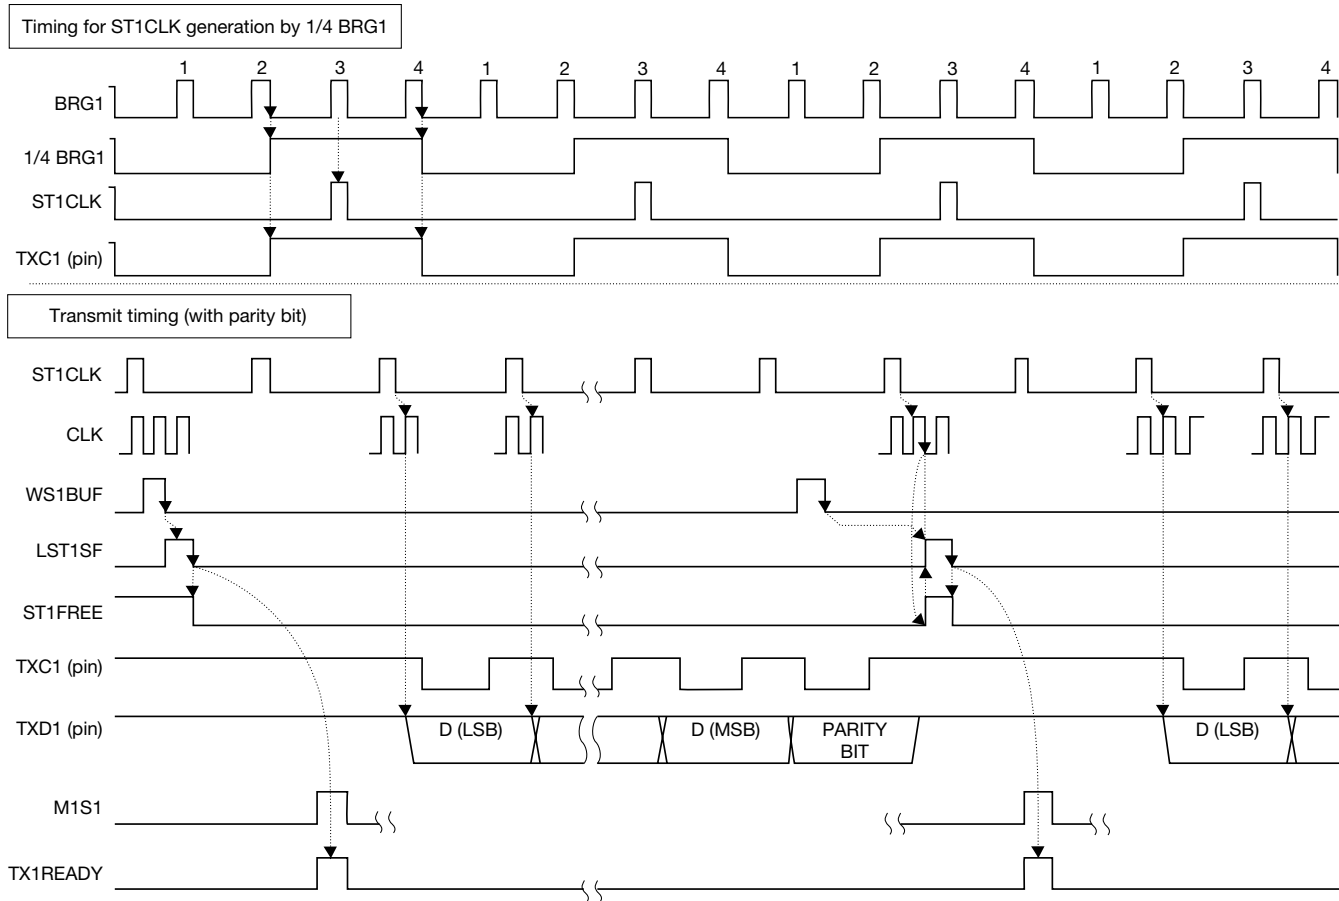 Timing for ST1CLK generation by 1/4 BRG1
1 2 3 4 1 2 3 4 1 2 3 4 1 2 3 4
BRG1
1/4 BRG1
ST1CLK
TXC1 (pin)
Transmit timing (with parity bit)
ST1CLK
CLK
WS1BUF
LST1SF
ST1FREE
TXC1 (pin)
TXD1 (pin) D (LSB) D (MSB) PARITY D (LSB)
BIT
M1S1
TX1READY